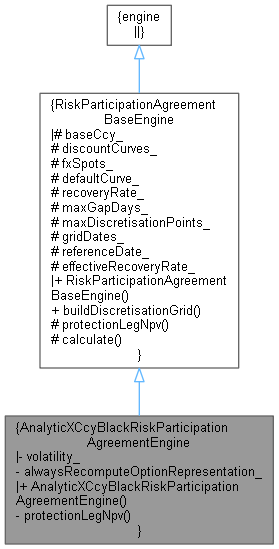 {engine
||}
{RiskParticipationAgreement
BaseEngine
|# baseCcy_
# discountCurves_
# fxSpots_
# defaultCurve_
# recoveryRate_
# maxGapDays_
# maxDiscretisationPoints_
# gridDates_
# referenceDate_
# effectiveRecoveryRate_
|+ RiskParticipationAgreement
BaseEngine()
+ buildDiscretisationGrid()
# protectionLegNpv()
# calculate()
}
{AnalyticXCcyBlackRiskParticipation
AgreementEngine
|- volatility_
- alwaysRecomputeOptionRepresentation_
|+ AnalyticXCcyBlackRiskParticipation
AgreementEngine()
- protectionLegNpv()
}